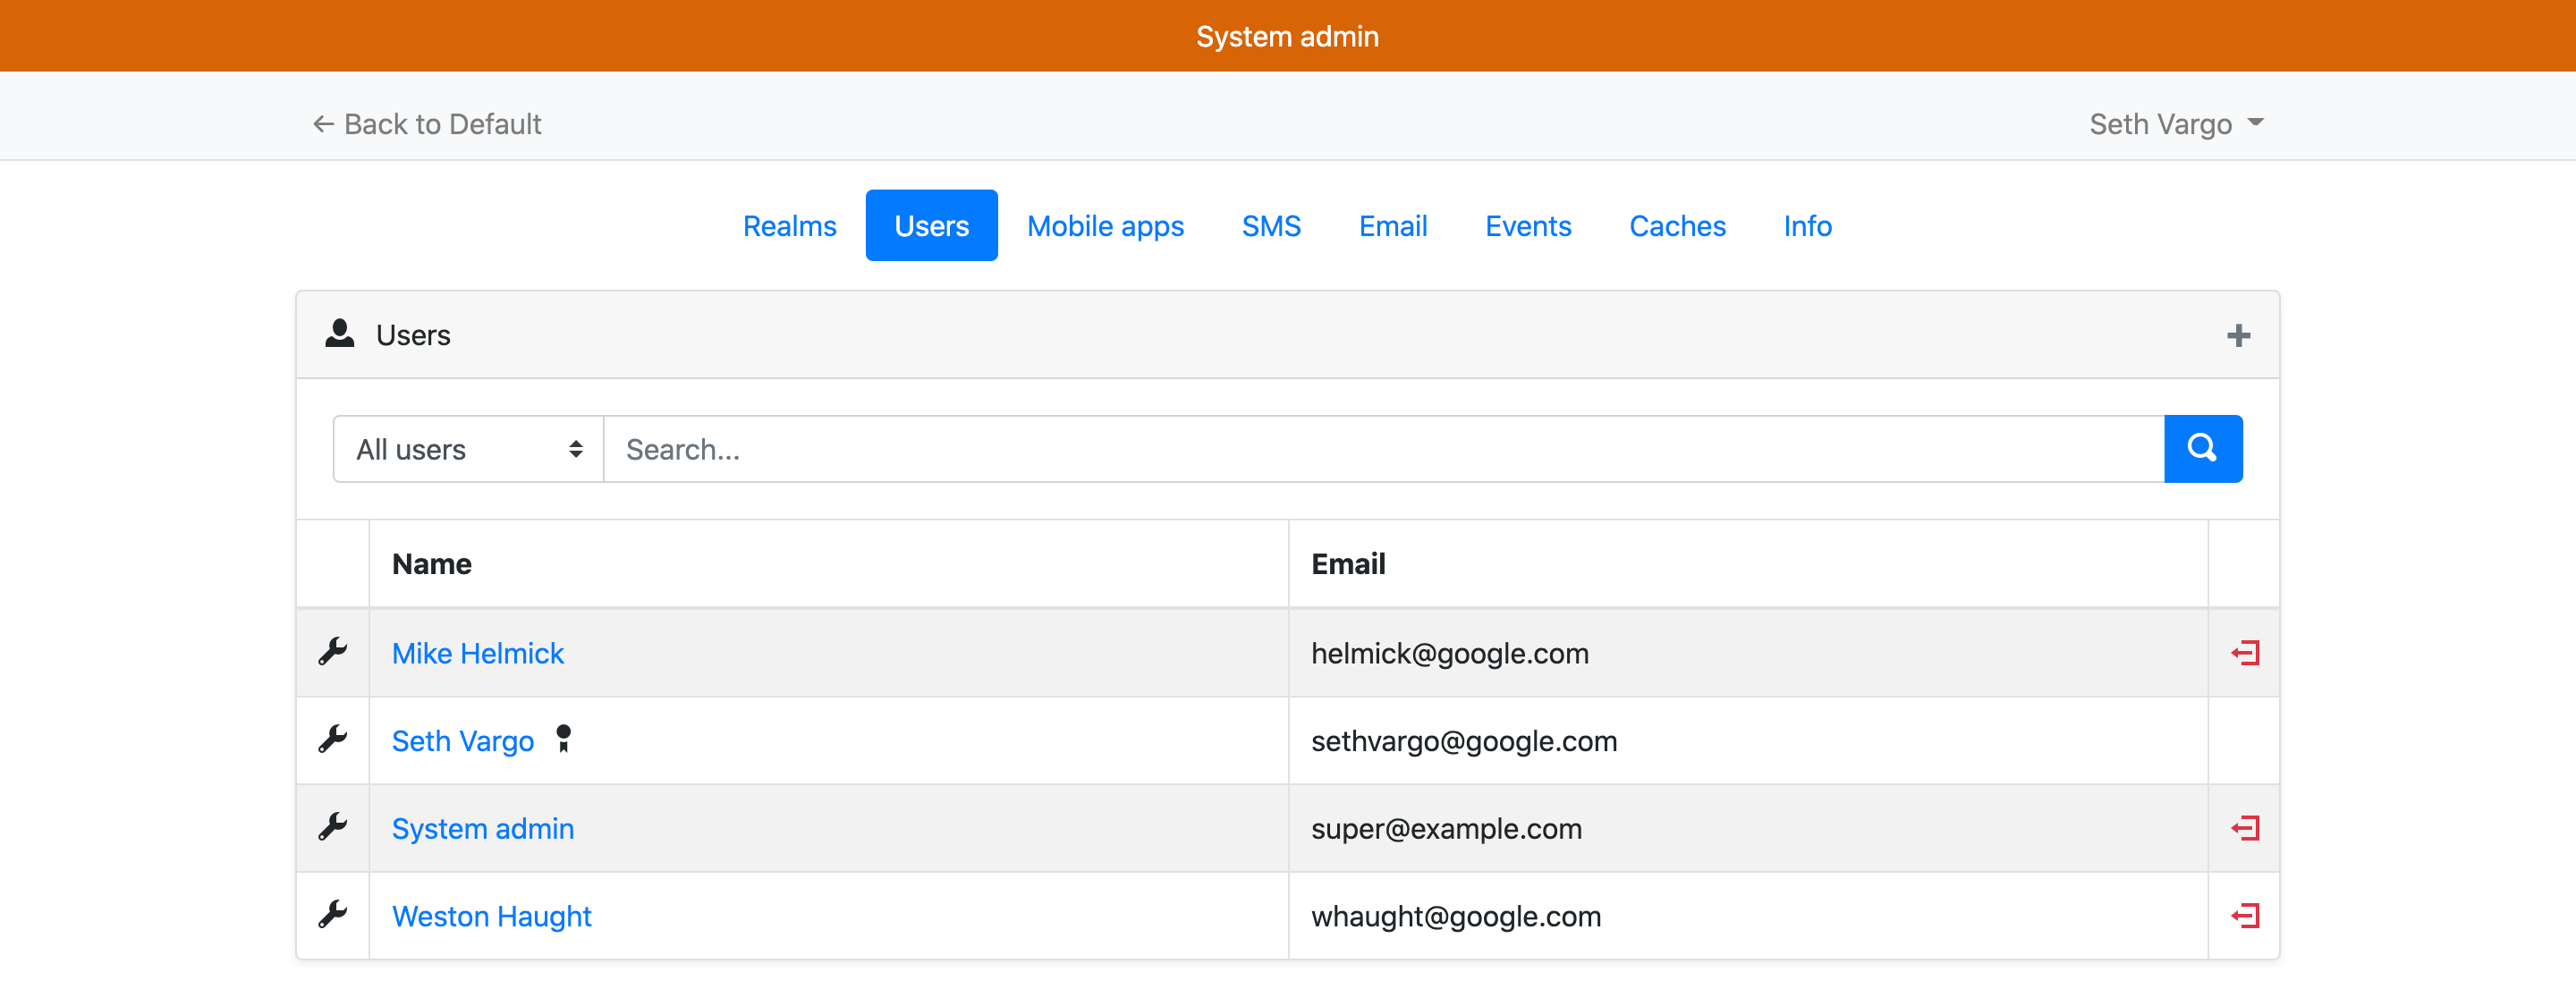 System admin
← Back to Default
Seth Vargo
Realms Users Mobile apps SMS Email Events Caches Info
Users
All users Search...
Name Email
Mike Helmick helmick@google.com
Seth Vargo sethvargo@google.com
System admin super@example.com
Weston Haught whaught@google.com